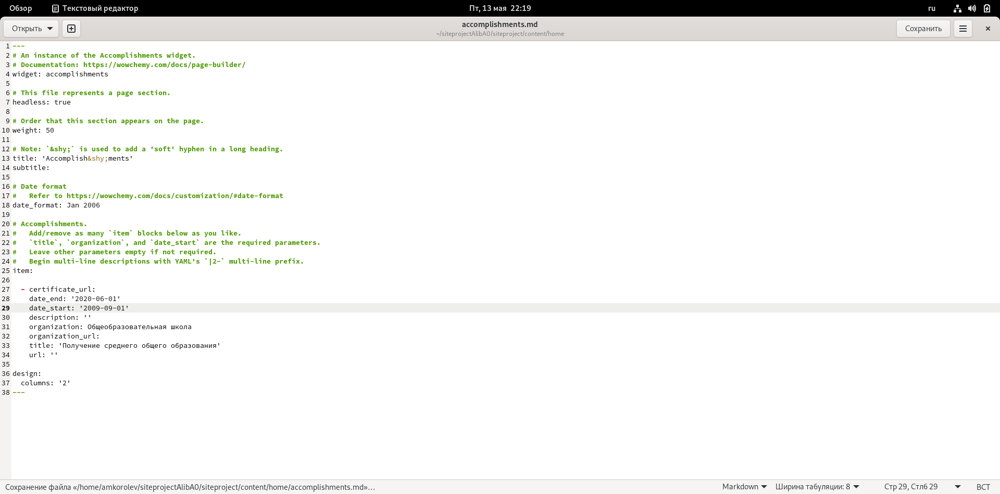 Обзор Текстовый редактор Пт, 13 мая 22:19 ru
Открыть accomplishments.md Сохранить
~/siteprojectAlibA0/siteproject/content/home
1 ---
2 # An instance of the Accomplishments widget.
3 # Documentation: https://wowchemy.com/docs/page-builder/
4 widget: accomplishments
5
6 # This file represents a page section.
7 headless: true
8
9 # Order that this section appears on the page.
10 weight: 50
11
12 # Note: `&shy;` is used to add a 'soft' hyphen in a long heading.
13 title: 'Accomplish&shy;ments'
14 subtitle:
15
16 # Date format
17 #   Refer to https://wowchemy.com/docs/customization/#date-format
18 date_format: Jan 2006
19
20 # Accomplishments.
21 #   Add/remove as many `item` blocks below as you like.
22 #   `title`, `organization`, and `date_start` are the required parameters.
23 #   Leave other parameters empty if not required.
24 #   Begin multi-line descriptions with YAML's `|2-` multi-line prefix.
25 item:
26
27   - certificate_url:
28     date_end: '2020-06-01'
29     date_start: '2009-09-01'
30     description: ''
31     organization: Общеобразовательная школа
32     organization_url:
33     title: 'Получение среднего общего образования'
34     url: ''
35
36 design:
37   columns: '2'
38 ---
Сохранение файла «/home/amkorolev/siteprojectAlibA0/siteproject/content/home/accomplishments.md»… Markdown Ширина табуляции: 8 Стр 29, Стлб 29 ВСТ